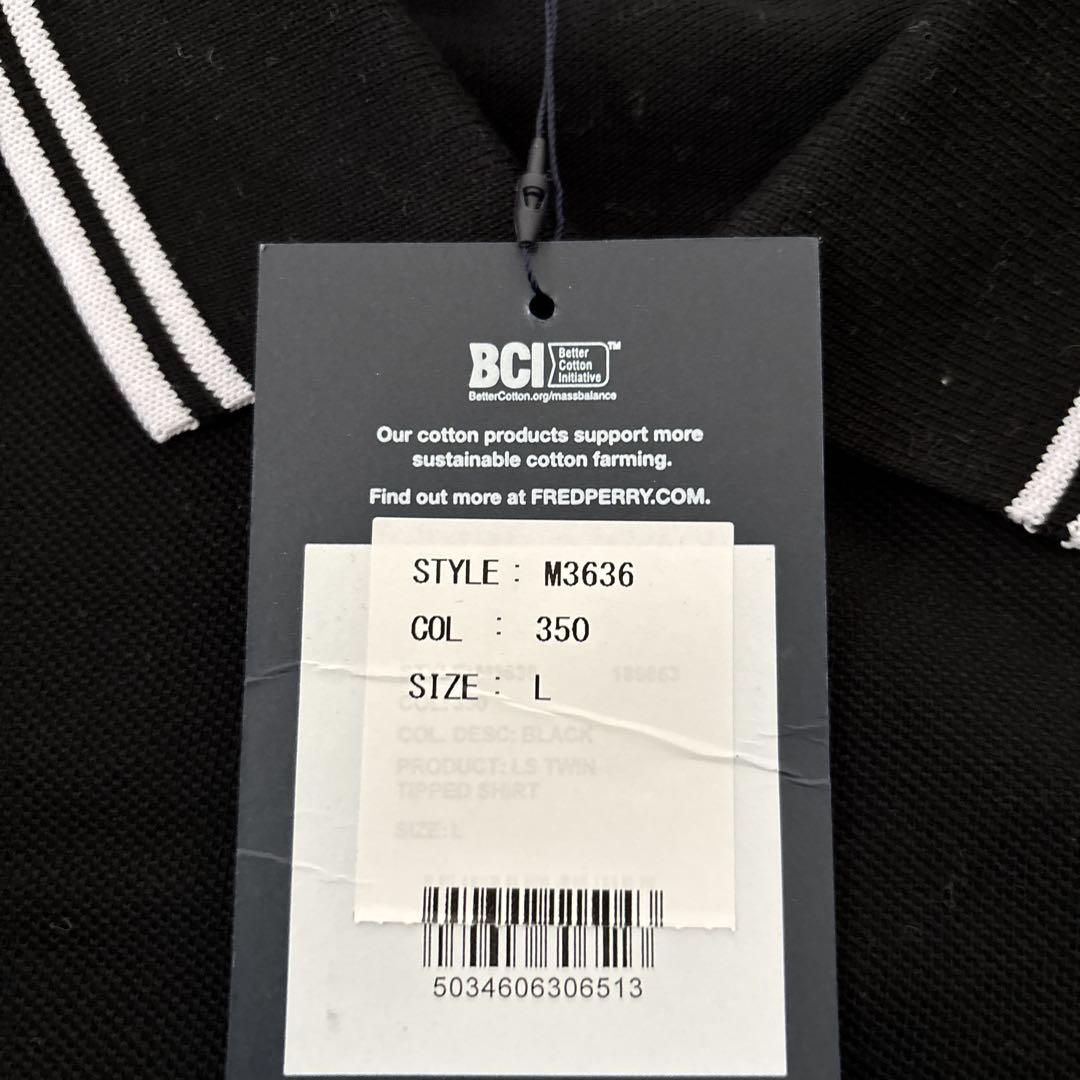 BCI Better Cotton Initiative™
BetterCotton.org/massbalance
Our cotton products support more
sustainable cotton farming.
Find out more at FREDPERRY.COM.
STYLE : M3636
COL : 350
SIZE : L
COL. DESC: BLACK
PRODUCT: LS TWIN
TIPPED SHIRT
SIZE: L
5034606306513